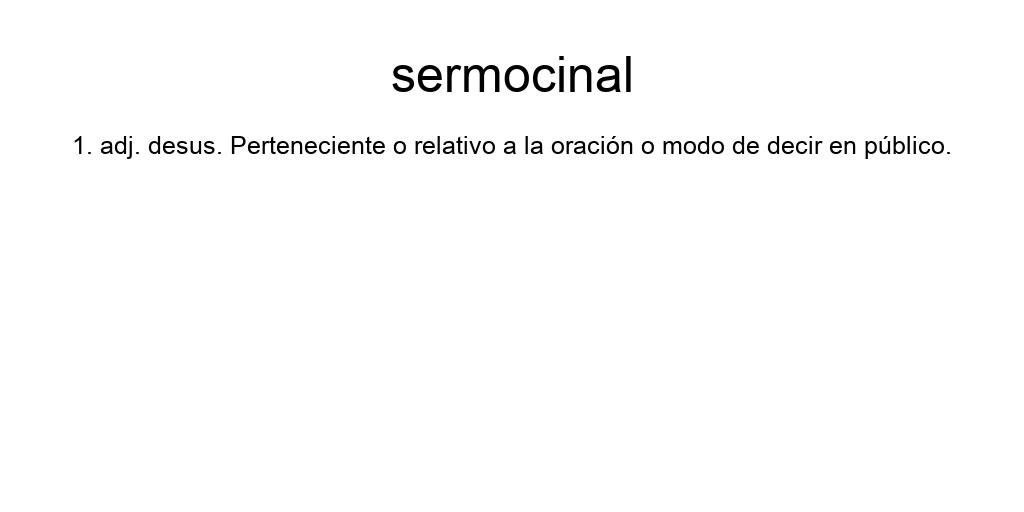 sermocinal
1. adj. desus. Perteneciente o relativo a la oración o modo de decir en público.